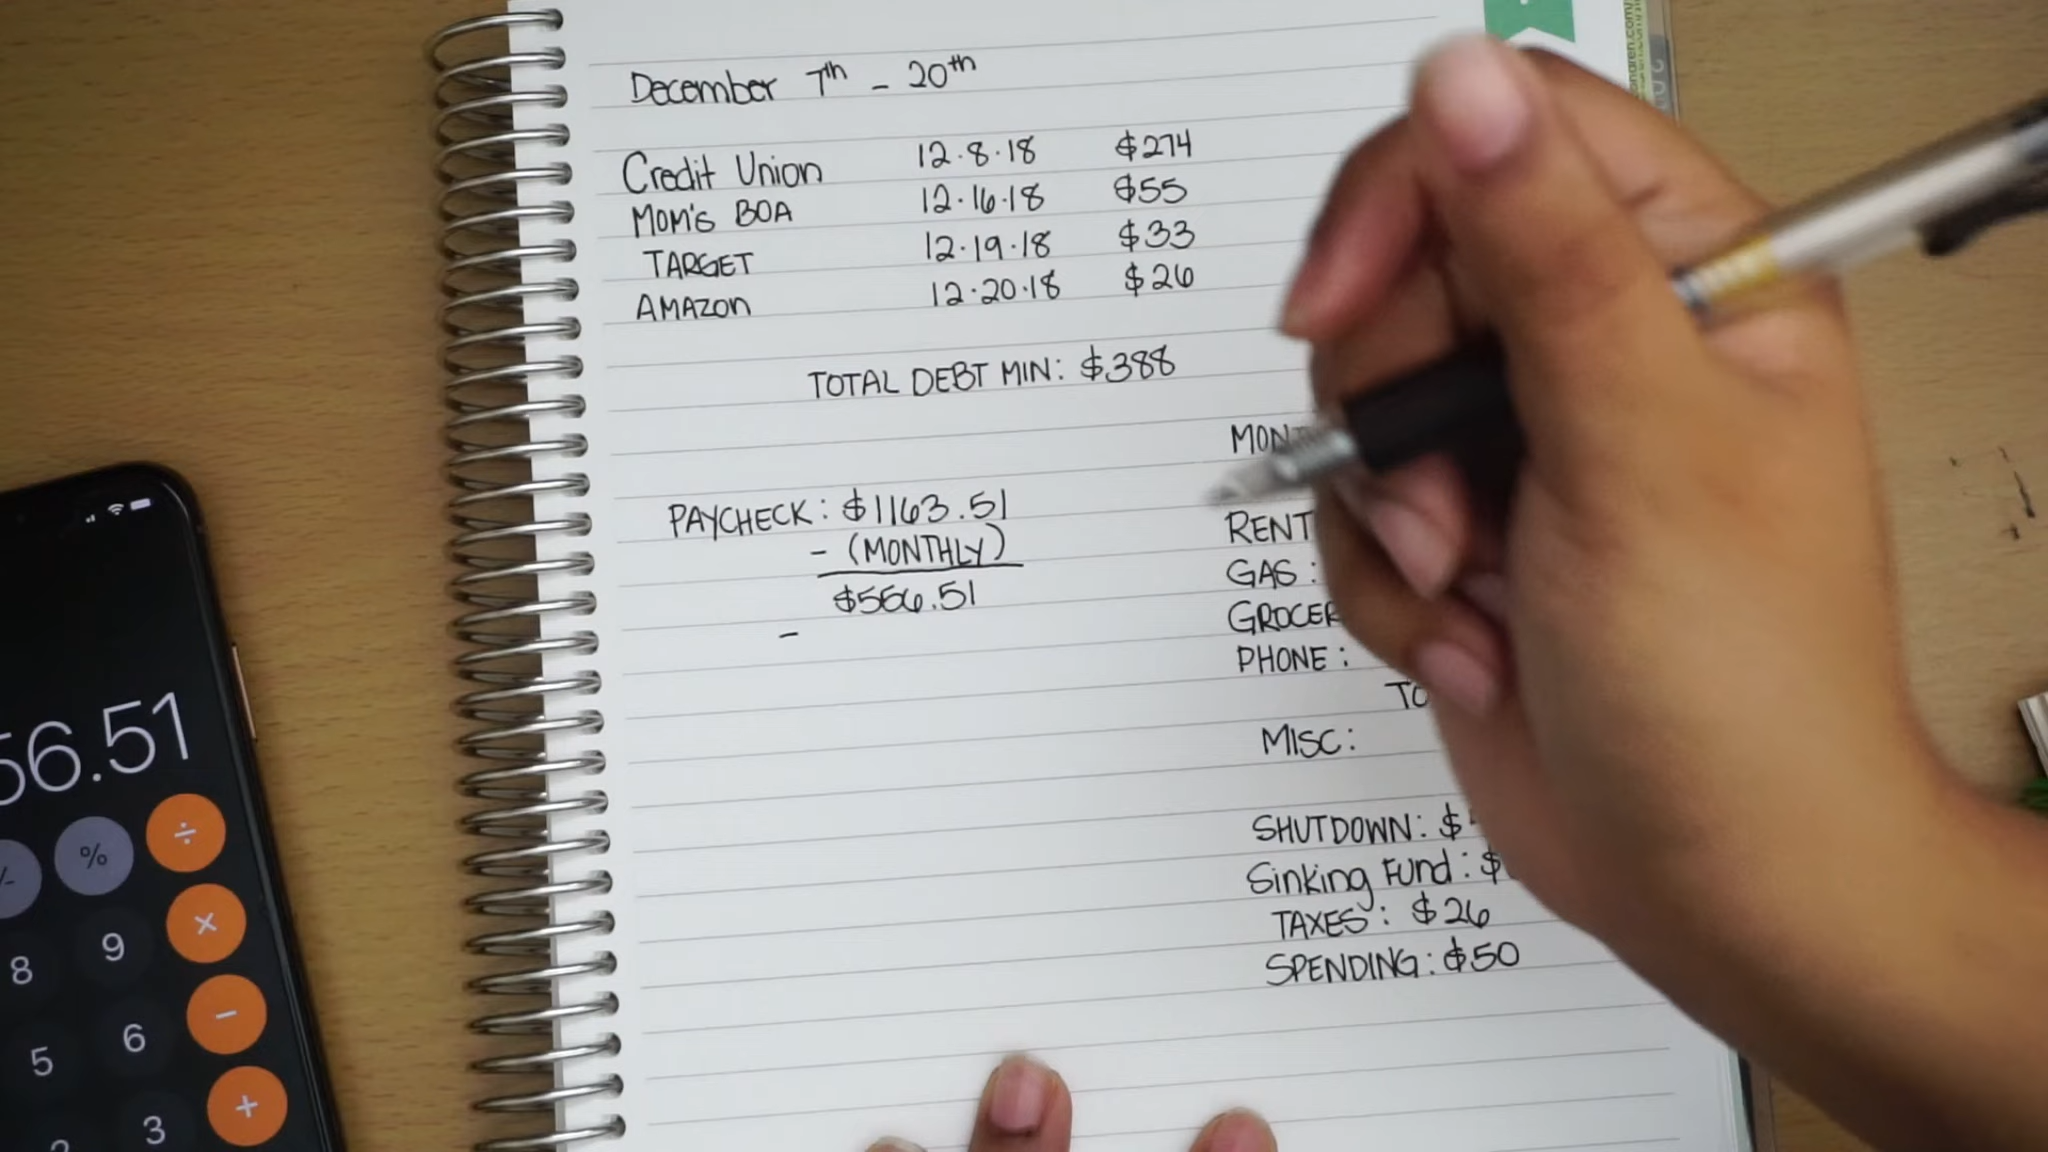 December 7th - 20th
Credit Union 12.8.18 $274
MOM'S BOA 12.16.18 $55
TARGET 12.19.18 $33
AMAZON 12.20.18 $26
TOTAL DEBT MIN: $388
PAYCHECK: $1163.51
- (MONTHLY)
$556.51
-
RENT
GAS:
PHONE:
MISC:
SHUTDOWN: $
Sinking Fund: $
TAXES: $26
SPENDING: $50
56.51
%
÷
8 9 ×
5 6 −
3 +